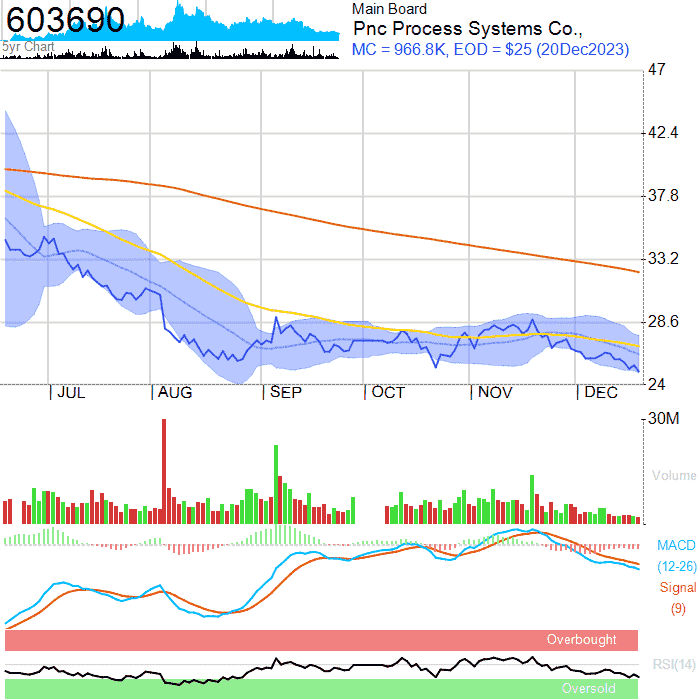 603690
5yr Chart
Main Board
Pnc Process Systems Co.,
MC = 966.8K, EOD = $25 (20Dec2023)
47
42.4
37.8
33.2
28.6
24
JUL AUG SEP OCT NOV DEC
30M
Volume
MACD
(12-26)
Signal
(9)
Overbought
RSI(14)
Oversold